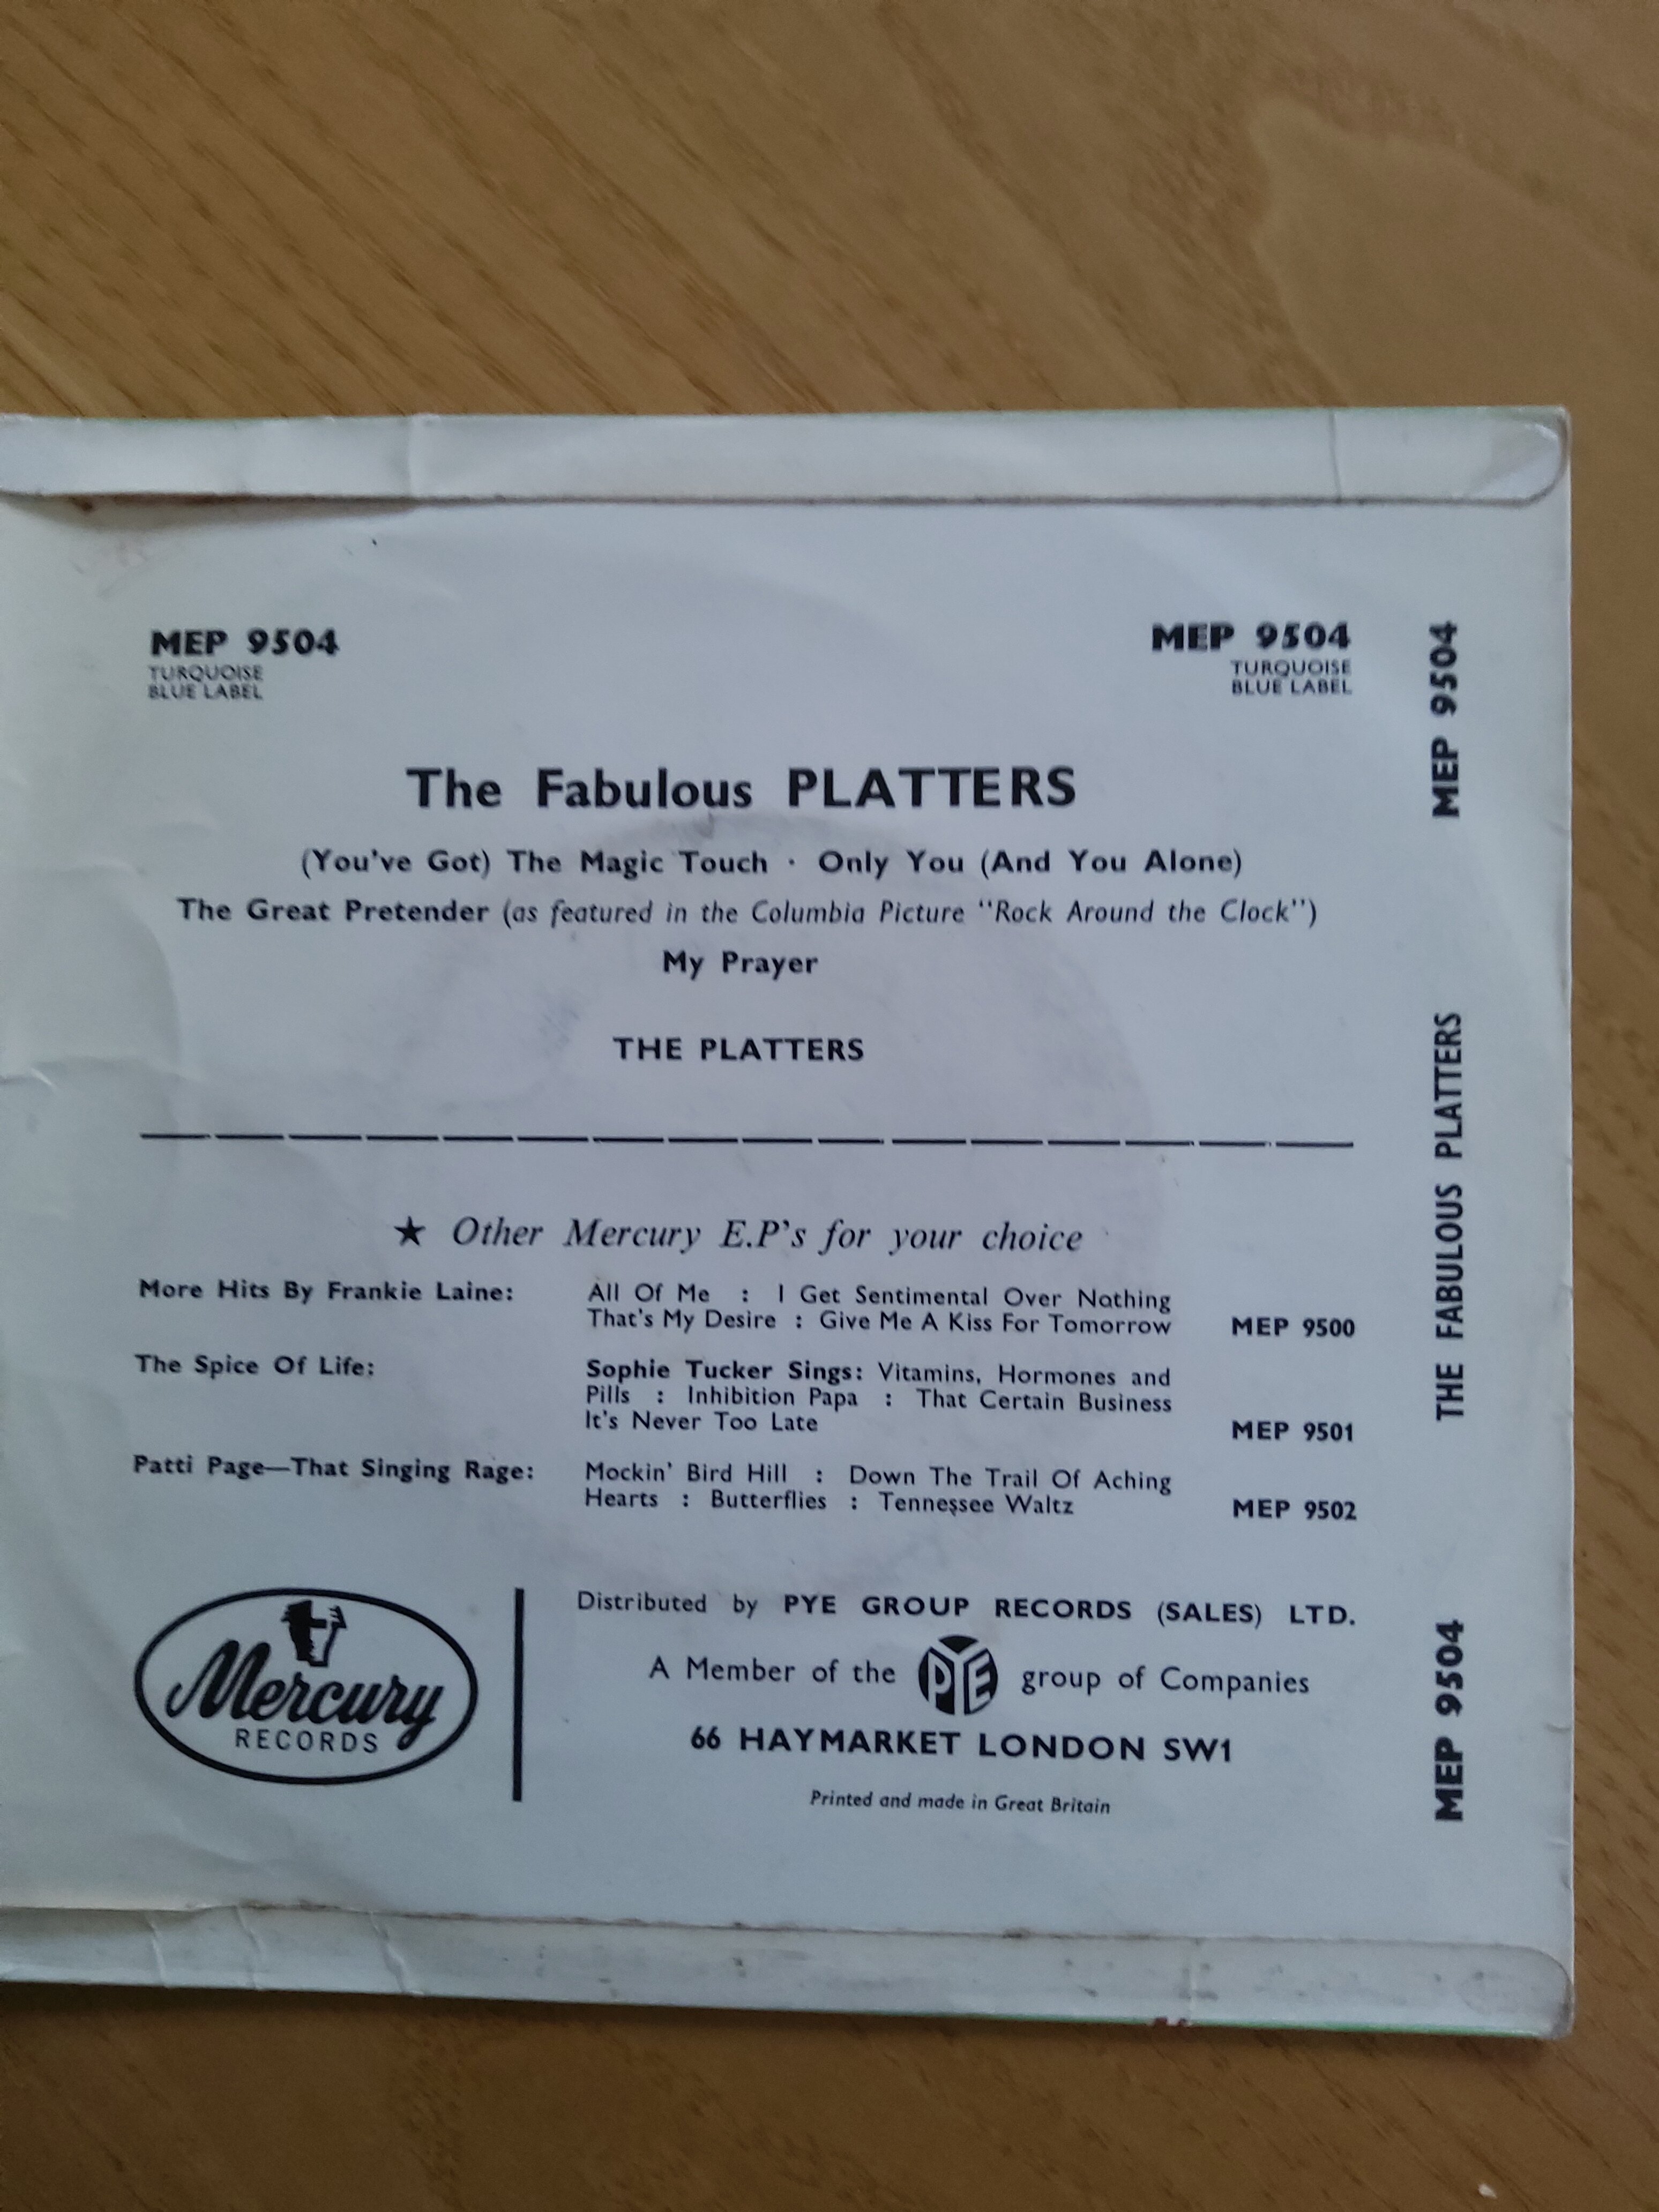 MEP 9504
TURQUOISE
BLUE LABEL
MEP 9504
TURQUOISE
BLUE LABEL
The Fabulous PLATTERS
(You've Got) The Magic Touch · Only You (And You Alone)
The Great Pretender (as featured in the Columbia Picture "Rock Around the Clock")
My Prayer
THE PLATTERS
★ Other Mercury E.P's for your choice
More Hits By Frankie Laine: All Of Me : I Get Sentimental Over Nothing
That's My Desire : Give Me A Kiss For Tomorrow MEP 9500
The Spice Of Life: Sophie Tucker Sings: Vitamins, Hormones and
Pills : Inhibition Papa : That Certain Business
It's Never Too Late MEP 9501
Patti Page—That Singing Rage: Mockin' Bird Hill : Down The Trail Of Aching
Hearts : Butterflies : Tennessee Waltz MEP 9502
Mercury
RECORDS
Distributed by PYE GROUP RECORDS (SALES) LTD.
A Member of the PYE group of Companies
66 HAYMARKET LONDON SW1
Printed and made in Great Britain
MEP 9504 THE FABULOUS PLATTERS MEP 9504